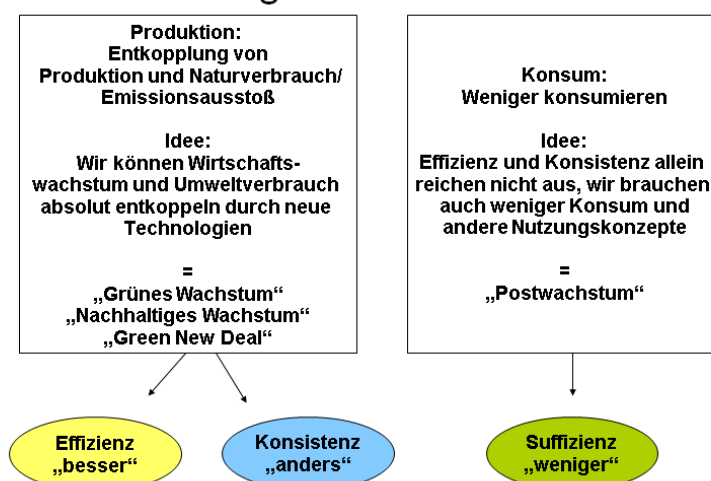 Produktion:
Entkopplung von
Produktion und Naturverbrauch/
Emissionsausstoß
Idee:
Wir können Wirtschafts-
wachstum und Umweltverbrauch
absolut entkoppeln durch neue
Technologien
=
„Grünes Wachstum“
„Nachhaltiges Wachstum“
„Green New Deal“
Konsum:
Weniger konsumieren
Idee:
Effizienz und Konsistenz allein
reichen nicht aus, wir brauchen
auch weniger Konsum und
andere Nutzungskonzepte
=
„Postwachstum“
Effizienz
„besser“
Konsistenz
„anders“
Suffizienz
„weniger“